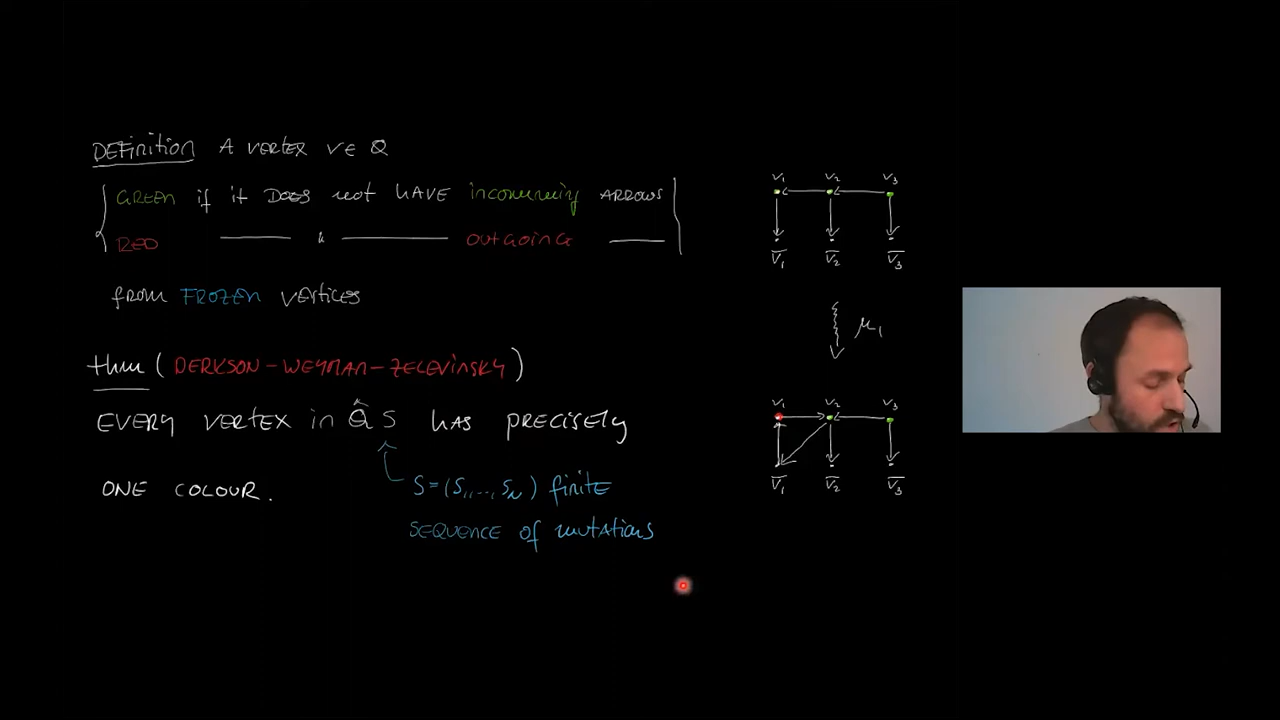 DEFINITION A VERTEX V ∈ Q
GREEN if it DOES not HAVE incomming ARROWS
RED —— " —— OUTGOING ——
from FROZEN vertices
thm (DERKSON-WEYMAN-ZELEVINSKY)
EVERY VERTEX in Q̂ S HAS PRECISELY
ONE COLOUR.
S=(S₁,...,Sₙ) finite
SEQUENCE of mutations
V₁ V₂ V₃
V̅₁ V̅₂ V̅₃
μ₁
V₁ V₂ V₃
V̅₁ V̅₂ V̅₃